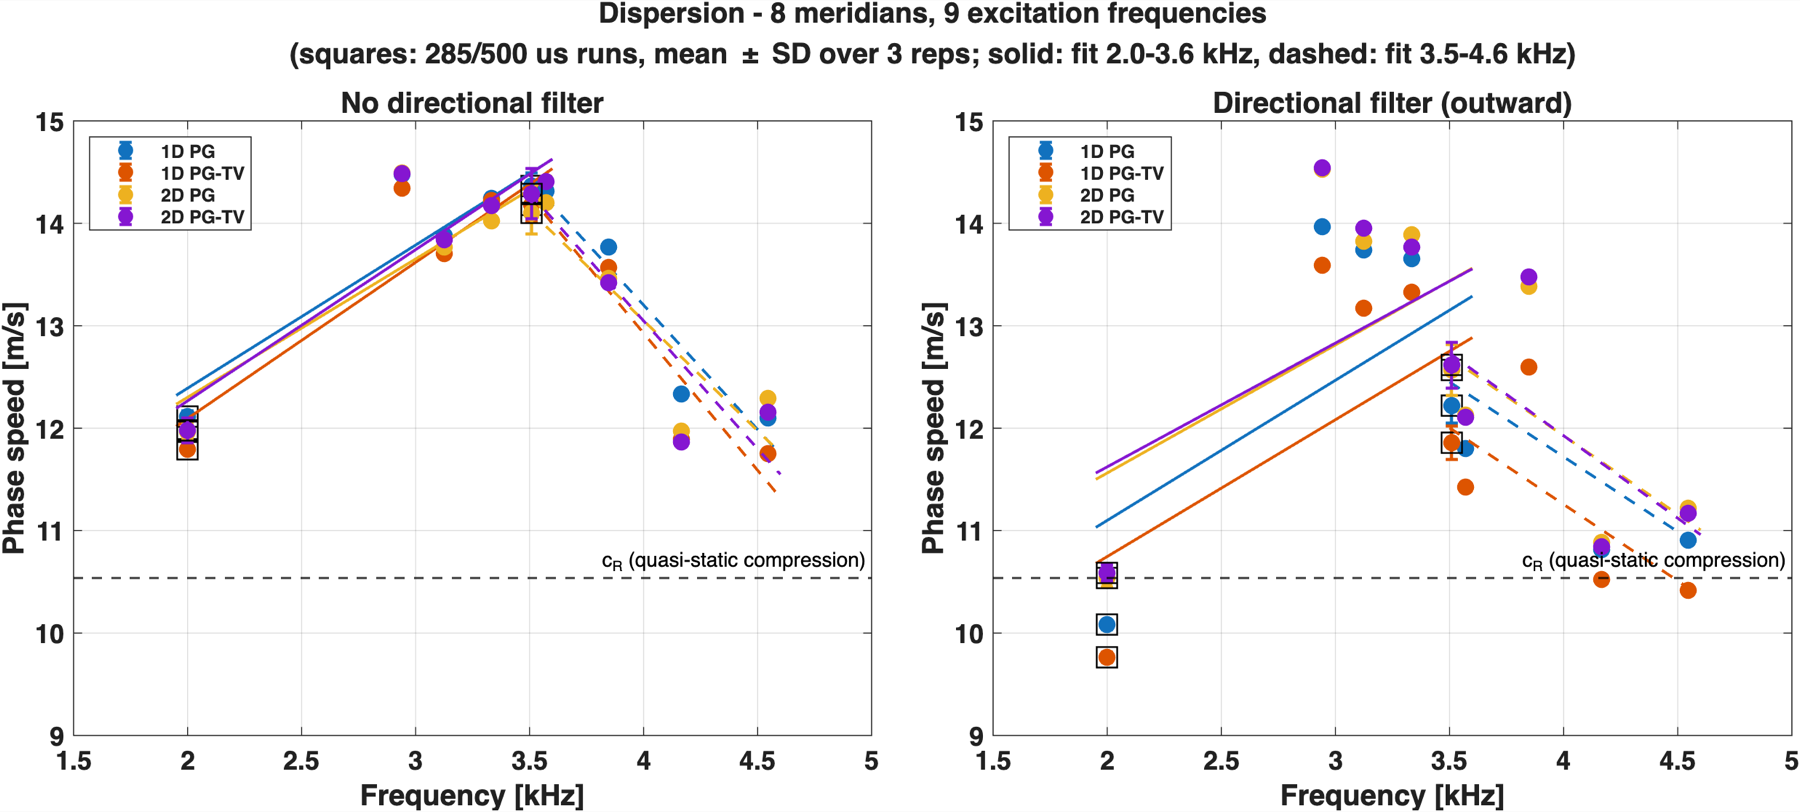 Dispersion - 8 meridians, 9 excitation frequencies
(squares: 285/500 us runs, mean ± SD over 3 reps; solid: fit 2.0-3.6 kHz, dashed: fit 3.5-4.6 kHz)
No directional filter
15
14
13
12
11
10
9
Phase speed [m/s]
1D PG
1D PG-TV
2D PG
2D PG-TV
cR (quasi-static compression)
1.5 2 2.5 3 3.5 4 4.5 5
Frequency [kHz]
Directional filter (outward)
15
14
13
12
11
10
9
Phase speed [m/s]
1D PG
1D PG-TV
2D PG
2D PG-TV
cR (quasi-static compression)
1.5 2 2.5 3 3.5 4 4.5 5
Frequency [kHz]